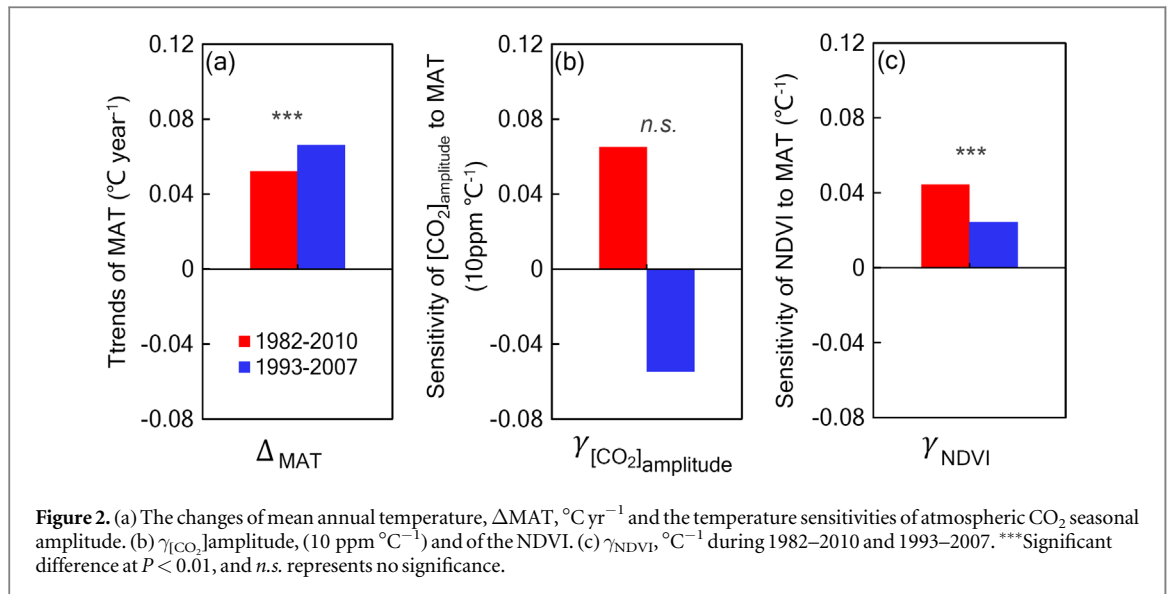 0.12
0.08
0.04
0
-0.04
-0.08
Ttrends of MAT (℃ year⁻¹)
(a)
***
1982-2010
1993-2007
Δ MAT
0.12
0.08
0.04
0
-0.04
-0.08
Sensitivity of [CO₂]amplitude to MAT
(10ppm ℃⁻¹)
(b)
n.s.
γ[CO₂]amplitude
0.12
0.08
0.04
0
-0.04
-0.08
Sensitivity of NDVI to MAT (℃⁻¹)
(c)
***
γNDVI
Figure 2. (a) The changes of mean annual temperature, ΔMAT, °C yr⁻¹ and the temperature sensitivities of atmospheric CO₂ seasonal
amplitude. (b) γ[CO₂]amplitude, (10 ppm °C⁻¹) and of the NDVI. (c) γNDVI, °C⁻¹ during 1982–2010 and 1993–2007. ***Significant
difference at P < 0.01, and n.s. represents no significance.